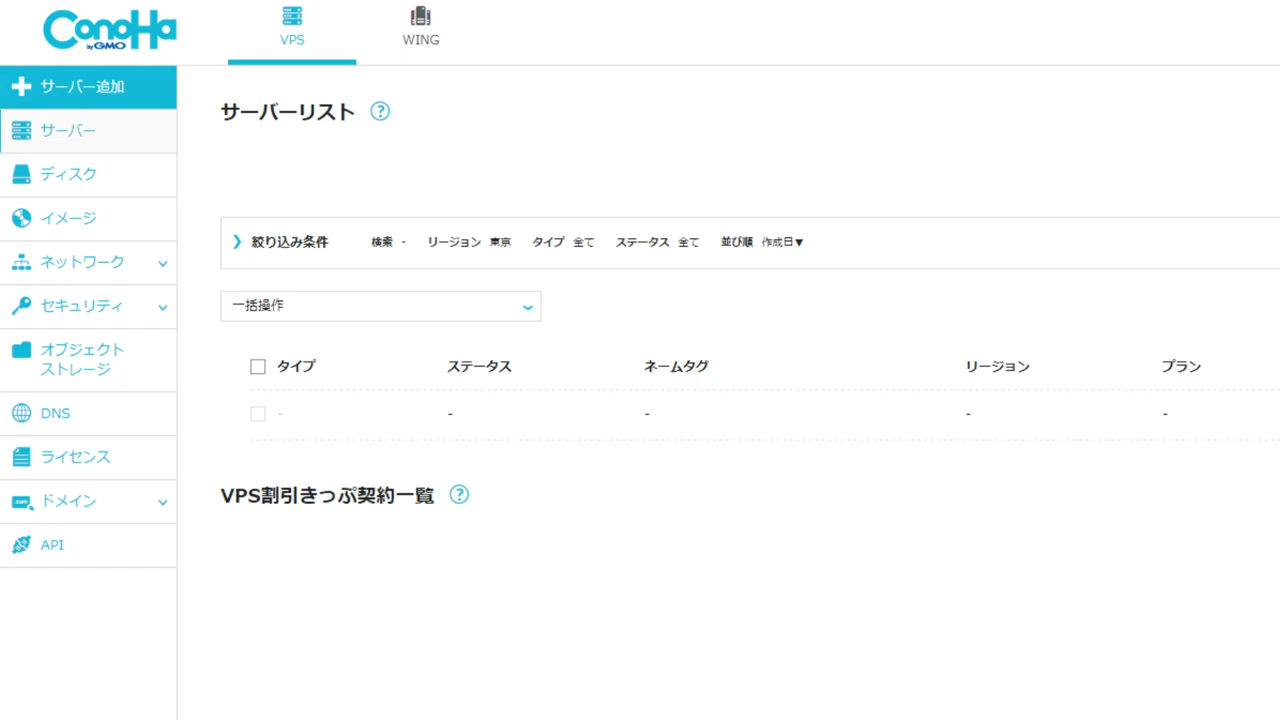 ConoHa
by GMO
VPS
WING
サーバー追加
サーバー
ディスク
イメージ
ネットワーク
セキュリティ
オブジェクト
ストレージ
DNS
ライセンス
ドメイン
API
サーバーリスト ?
絞り込み条件 検索 - リージョン 東京 タイプ 全て ステータス 全て 並び順 作成日▼
一括操作
タイプ ステータス ネームタグ リージョン プラン
- - - - -
VPS割引きっぷ契約一覧 ?